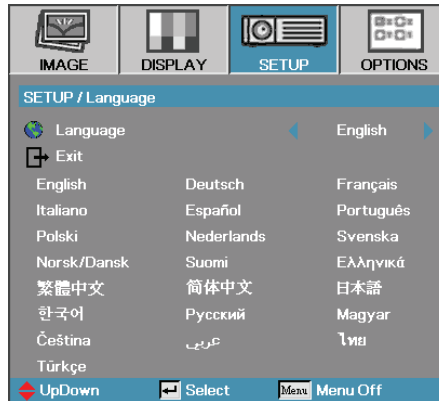 IMAGE DISPLAY SETUP OPTIONS
SETUP / Language
Language English
Exit
English Deutsch Français
Italiano Español Português
Polski Nederlands Svenska
Norsk/Dansk Suomi Ελληνικά
繁體中文 简体中文 日本語
한국어 Русский Magyar
Čeština عربي ไทย
Türkçe
UpDown Select Menu Menu Off